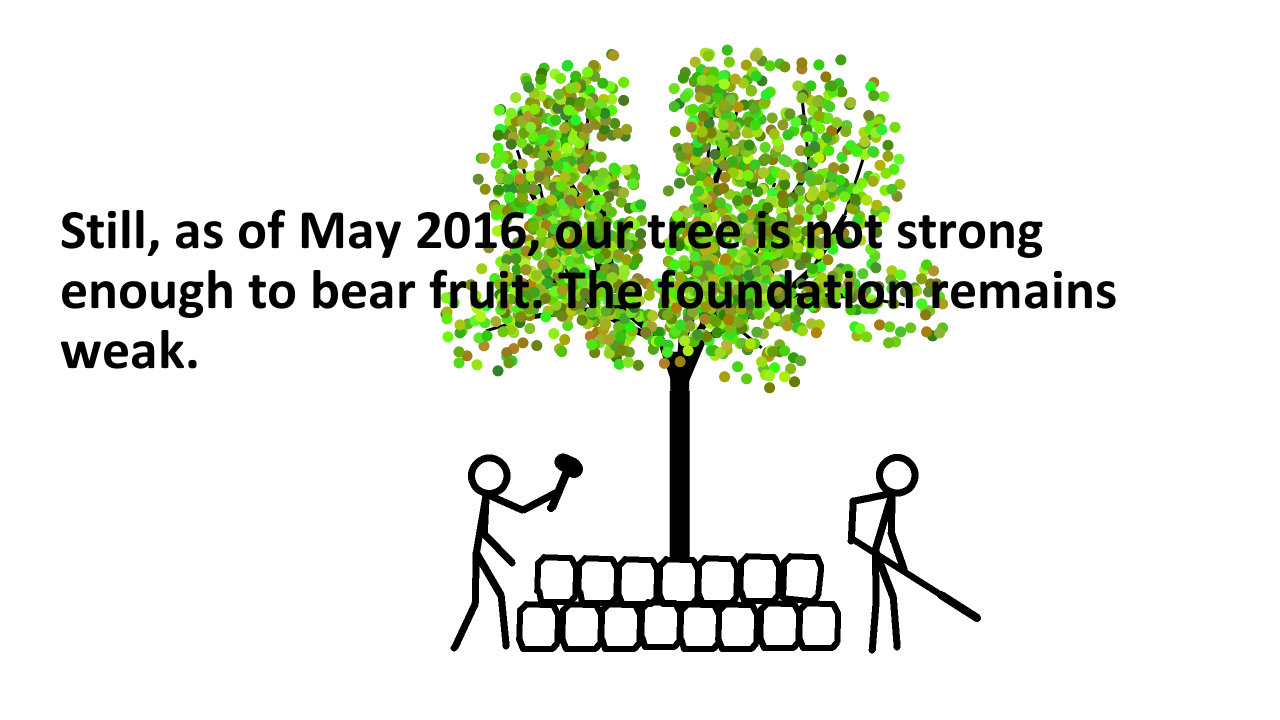 Still, as of May 2016, our tree is not strong
enough to bear fruit. The foundation remains
weak.